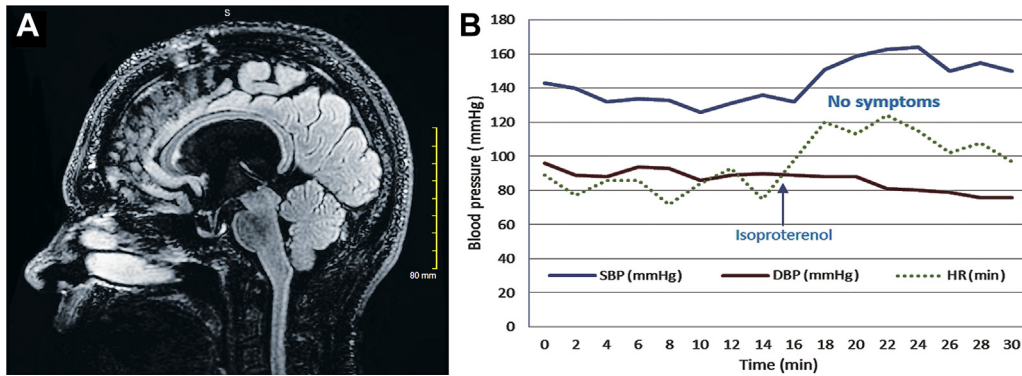 A
S
80 mm
B
Blood pressure (mmHg)
180
160
140
120
100
80
60
40
20
0
No symptoms
Isoproterenol
SBP (mmHg) DBP (mmHg) HR (min)
0 2 4 6 8 10 12 14 16 18 20 22 24 26 28 30
Time (min)